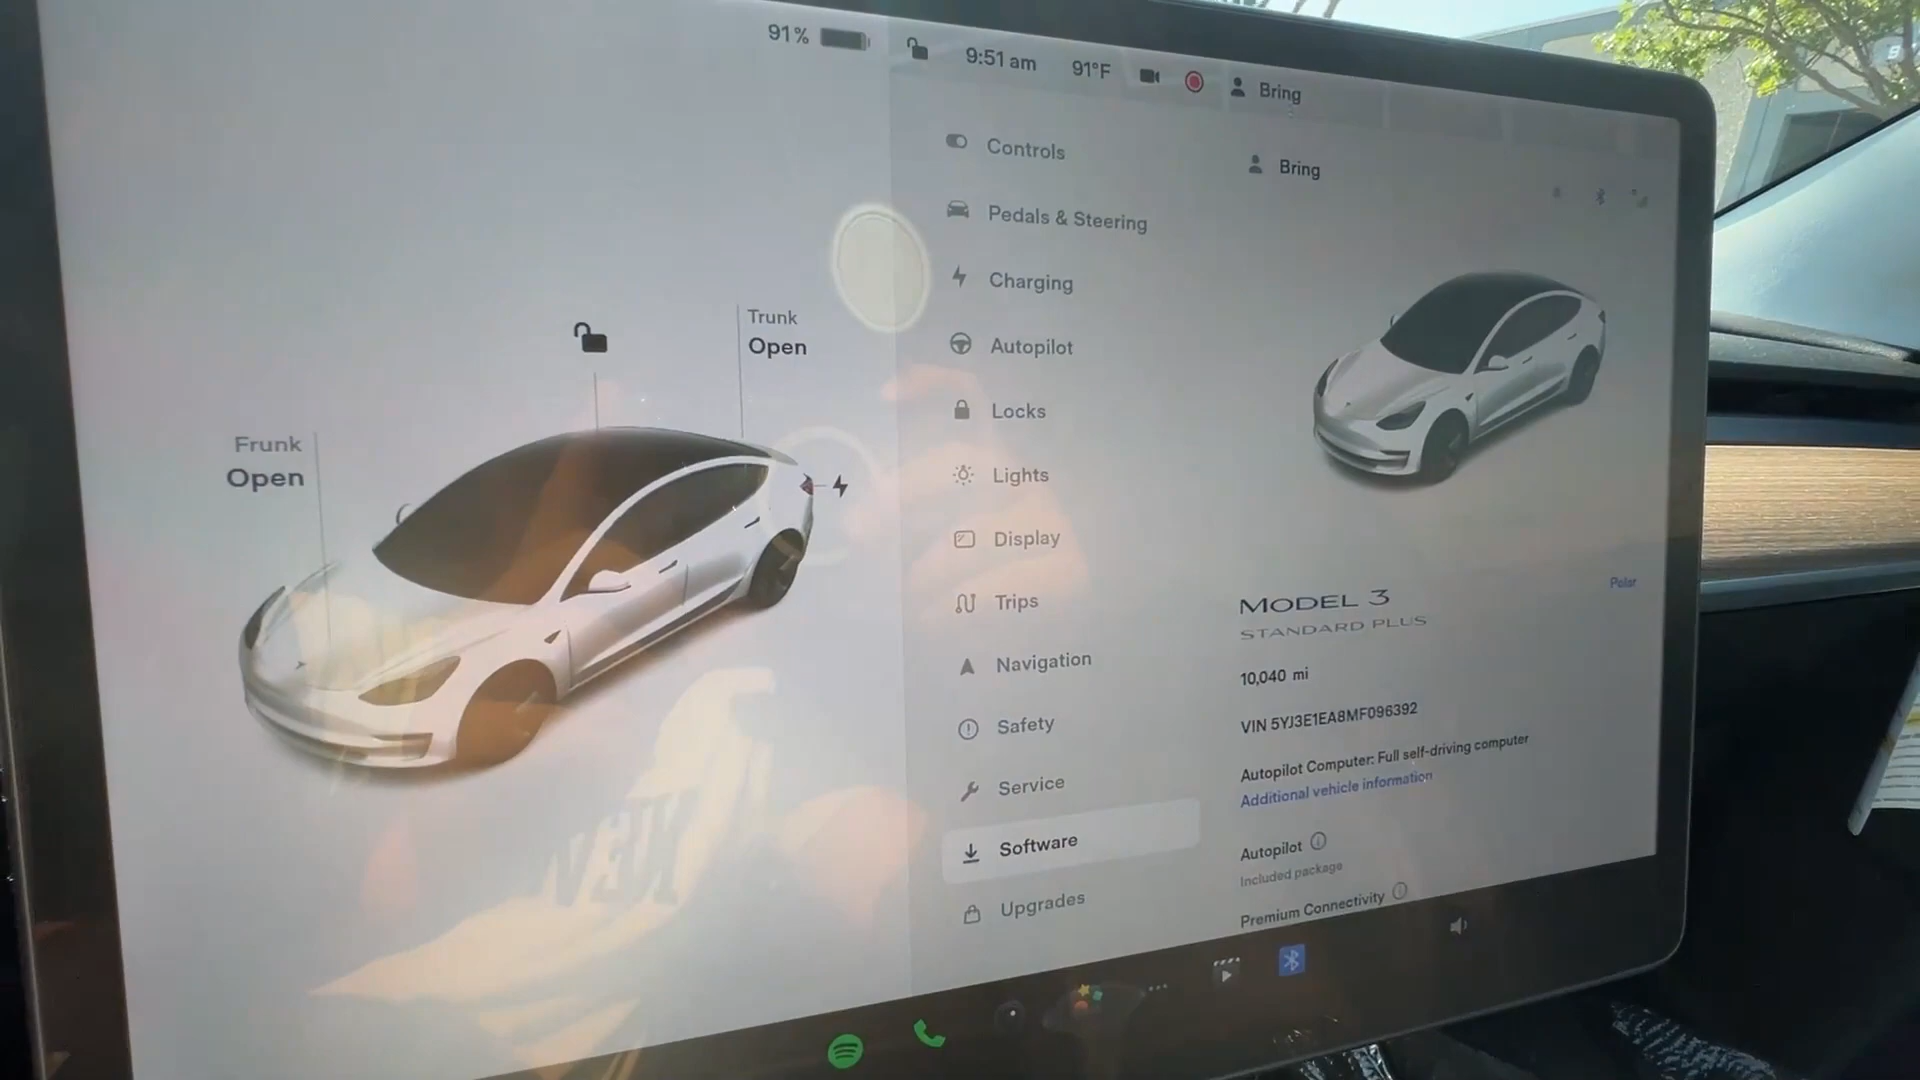 91%
9:51 am
91°F
Bring
Trunk
Open
Frunk
Open
Controls
Pedals & Steering
Charging
Autopilot
Locks
Lights
Display
Trips
Navigation
Safety
Service
Software
Upgrades
Bring
Polar
MODEL 3
STANDARD PLUS
10,040 mi
VIN 5YJ3E1EA8MF096392
Autopilot Computer: Full self-driving computer
Additional vehicle information
Autopilot
Included package
Premium Connectivity